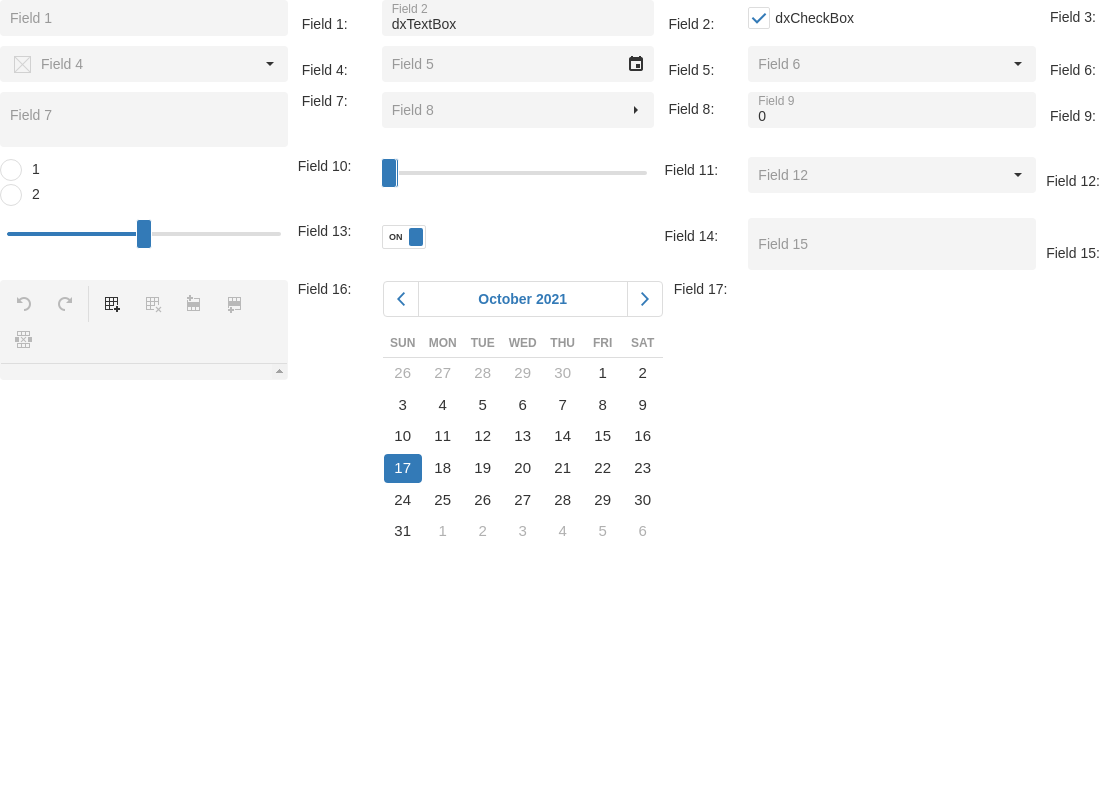 Field 1
Field 1:
Field 2
dxTextBox
Field 2:
dxCheckBox
Field 3:
Field 4
Field 4:
Field 5
Field 5:
Field 6
Field 6:
Field 7
Field 7:
Field 8
Field 8:
Field 9
0
Field 9:
1
2
Field 10:
Field 11:
Field 12
Field 12:
Field 13:
ON
Field 14:
Field 15
Field 15:
Field 16:
October 2021
Field 17:
SUN MON TUE WED THU FRI SAT
26 27 28 29 30 1 2
3 4 5 6 7 8 9
10 11 12 13 14 15 16
17 18 19 20 21 22 23
24 25 26 27 28 29 30
31 1 2 3 4 5 6